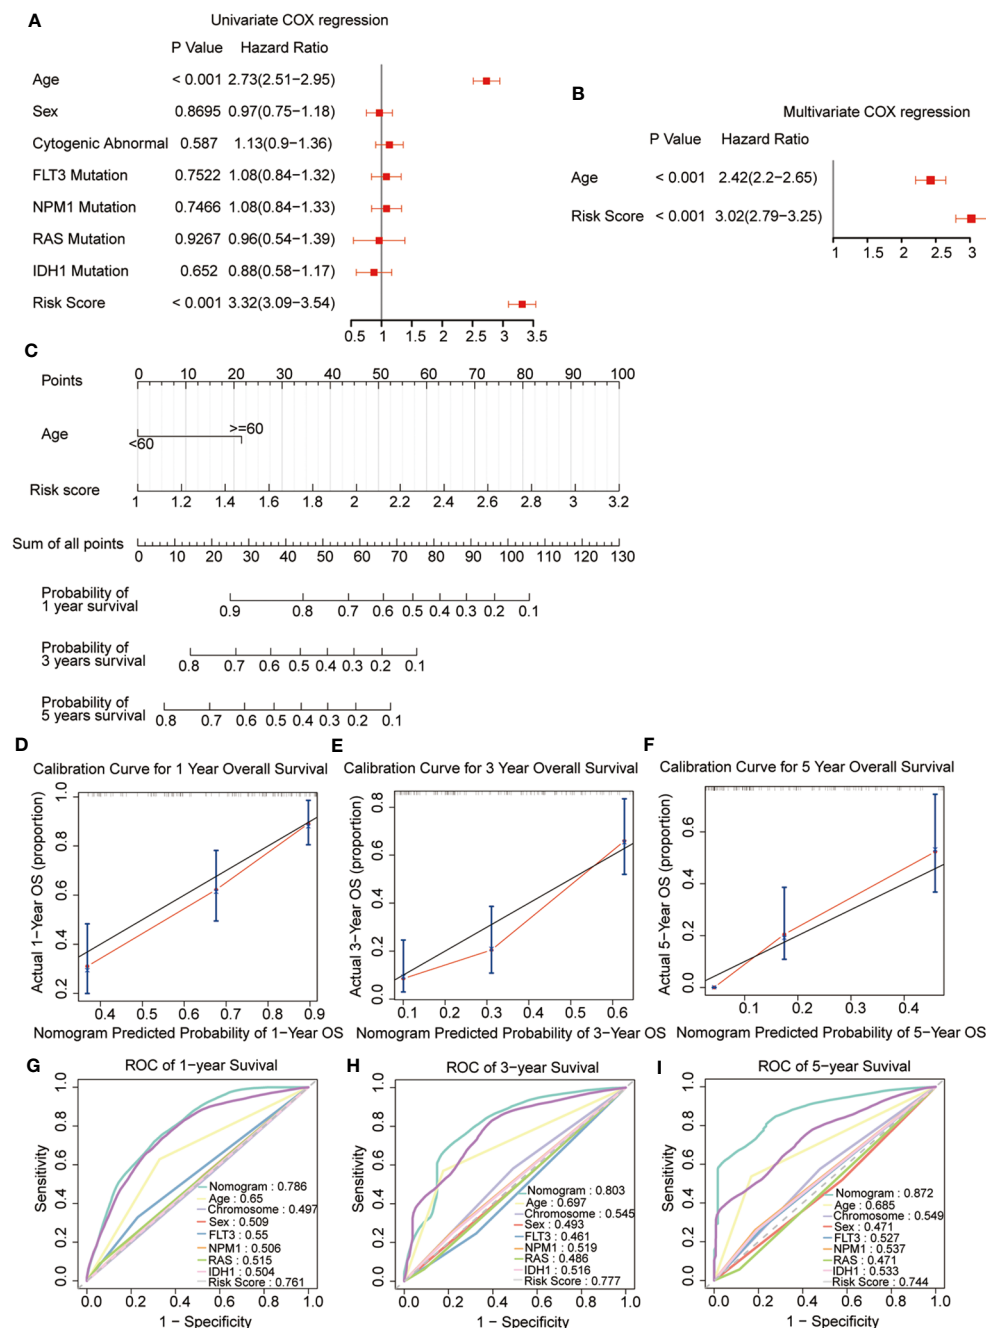 A
Univariate COX regression
P Value Hazard Ratio
Age < 0.001 2.73(2.51−2.95)
Sex 0.8695 0.97(0.75−1.18)
Cytogenic Abnormal 0.587 1.13(0.9−1.36)
FLT3 Mutation 0.7522 1.08(0.84−1.32)
NPM1 Mutation 0.7466 1.08(0.84−1.33)
RAS Mutation 0.9267 0.96(0.54−1.39)
IDH1 Mutation 0.652 0.88(0.58−1.17)
Risk Score < 0.001 3.32(3.09−3.54)
0.5 1 1.5 2 2.5 3 3.5
B
Multivariate COX regression
P Value Hazard Ratio
Age < 0.001 2.42(2.2−2.65)
Risk Score < 0.001 3.02(2.79−3.25)
1 1.5 2 2.5 3
C
Points 0 10 20 30 40 50 60 70 80 90 100
Age <60 >=60
Risk score 1 1.2 1.4 1.6 1.8 2 2.2 2.4 2.6 2.8 3 3.2
Sum of all points 0 10 20 30 40 50 60 70 80 90 100 110 120 130
Probability of
1 year survival 0.9 0.8 0.7 0.6 0.5 0.4 0.3 0.2 0.1
Probability of
3 years survival 0.8 0.7 0.6 0.5 0.4 0.3 0.2 0.1
Probability of
5 years survival 0.8 0.7 0.6 0.5 0.4 0.3 0.2 0.1
D
Calibration Curve for 1 Year Overall Survival
Actual 1−Year OS (proportion)
1.0
0.8
0.6
0.4
0.2
0.4 0.5 0.6 0.7 0.8 0.9
Nomogram Predicted Probability of 1−Year OS
E
Calibration Curve for 3 Year Overall Survival
Actual 3−Year OS (proportion)
0.8
0.6
0.4
0.2
0.0
0.1 0.2 0.3 0.4 0.5 0.6
Nomogram Predicted Probability of 3−Year OS
F
Calibration Curve for 5 Year Overall Survival
Actual 5−Year OS (proportion)
0.6
0.4
0.2
0.0
0.1 0.2 0.3 0.4
Nomogram Predicted Probability of 5−Year OS
G
ROC of 1−year Suvival
Sensitivity
1.0
0.8
0.6
0.4
0.2
0.0
Nomogram : 0.786
Age : 0.65
Chromosome : 0.497
Sex : 0.509
FLT3 : 0.55
NPM1 : 0.506
RAS : 0.515
IDH1 : 0.504
Risk Score : 0.761
0.0 0.2 0.4 0.6 0.8 1.0
1 − Specificity
H
ROC of 3−year Suvival
Sensitivity
1.0
0.8
0.6
0.4
0.2
0.0
Nomogram : 0.803
Age : 0.697
Chromosome : 0.545
Sex : 0.493
FLT3 : 0.461
NPM1 : 0.519
RAS : 0.486
IDH1 : 0.516
Risk Score : 0.777
0.0 0.2 0.4 0.6 0.8 1.0
1 − Specificity
I
ROC of 5−year Suvival
Sensitivity
1.0
0.8
0.6
0.4
0.2
0.0
Nomogram : 0.872
Age : 0.685
Chromosome : 0.549
Sex : 0.471
FLT3 : 0.527
NPM1 : 0.537
RAS : 0.471
IDH1 : 0.533
Risk Score : 0.744
0.0 0.2 0.4 0.6 0.8 1.0
1 − Specificity